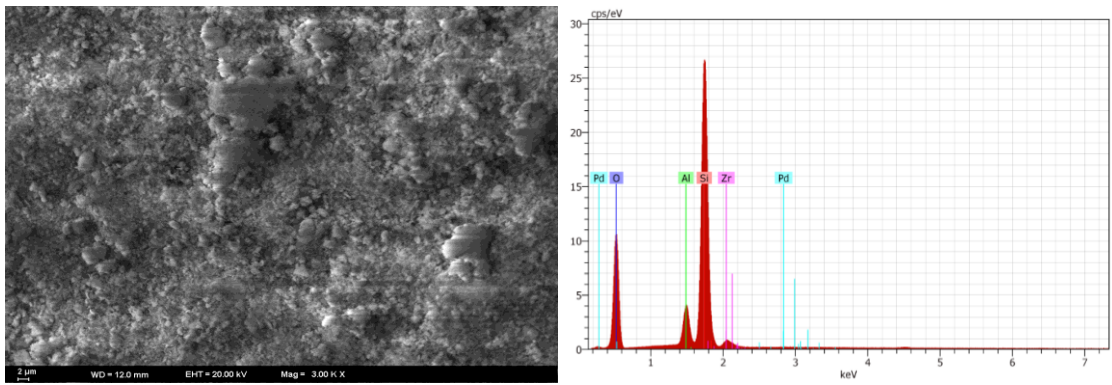 2 µm
WD = 12.0 mm
EHT = 20.00 kV
Mag = 3.00 K X
cps/eV
30
25
20
15
10
5
0
Pd
O
Al
Si
Zr
Pd
1
2
3
4
5
6
7
keV